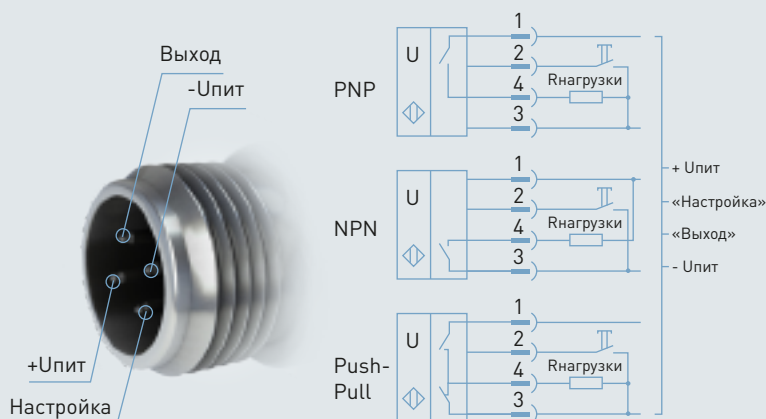 Выход
-Uпит
+Uпит
Настройка
PNP
U
1
2
4
3
Rнагрузки
NPN
U
1
2
4
3
Rнагрузки
Push-
Pull
U
1
2
4
3
Rнагрузки
+ Uпит
«Настройка»
«Выход»
- Uпит